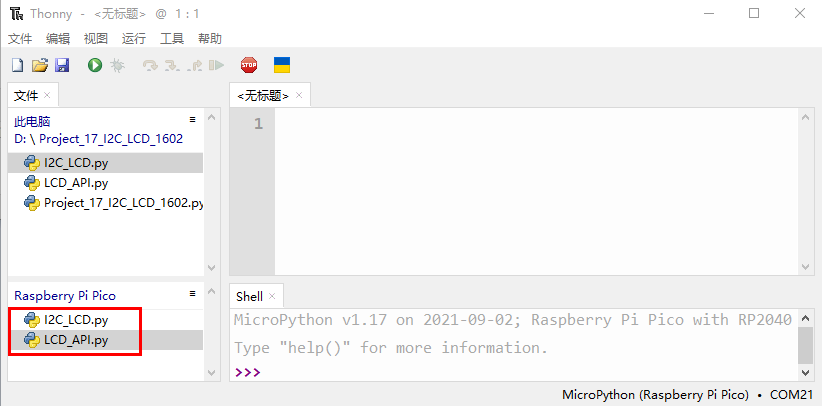 Thonny - <无标题> @ 1 : 1
文件 编辑 视图 运行 工具 帮助
STOP
文件 ×
此电脑
D: \ Project_17_I2C_LCD_1602
I2C_LCD.py
LCD_API.py
Project_17_I2C_LCD_1602.py
Raspberry Pi Pico
I2C_LCD.py
LCD_API.py
<无标题> ×
1
Shell ×
MicroPython v1.17 on 2021-09-02; Raspberry Pi Pico with RP2040
Type "help()" for more information.
>>>
MicroPython (Raspberry Pi Pico) • COM21